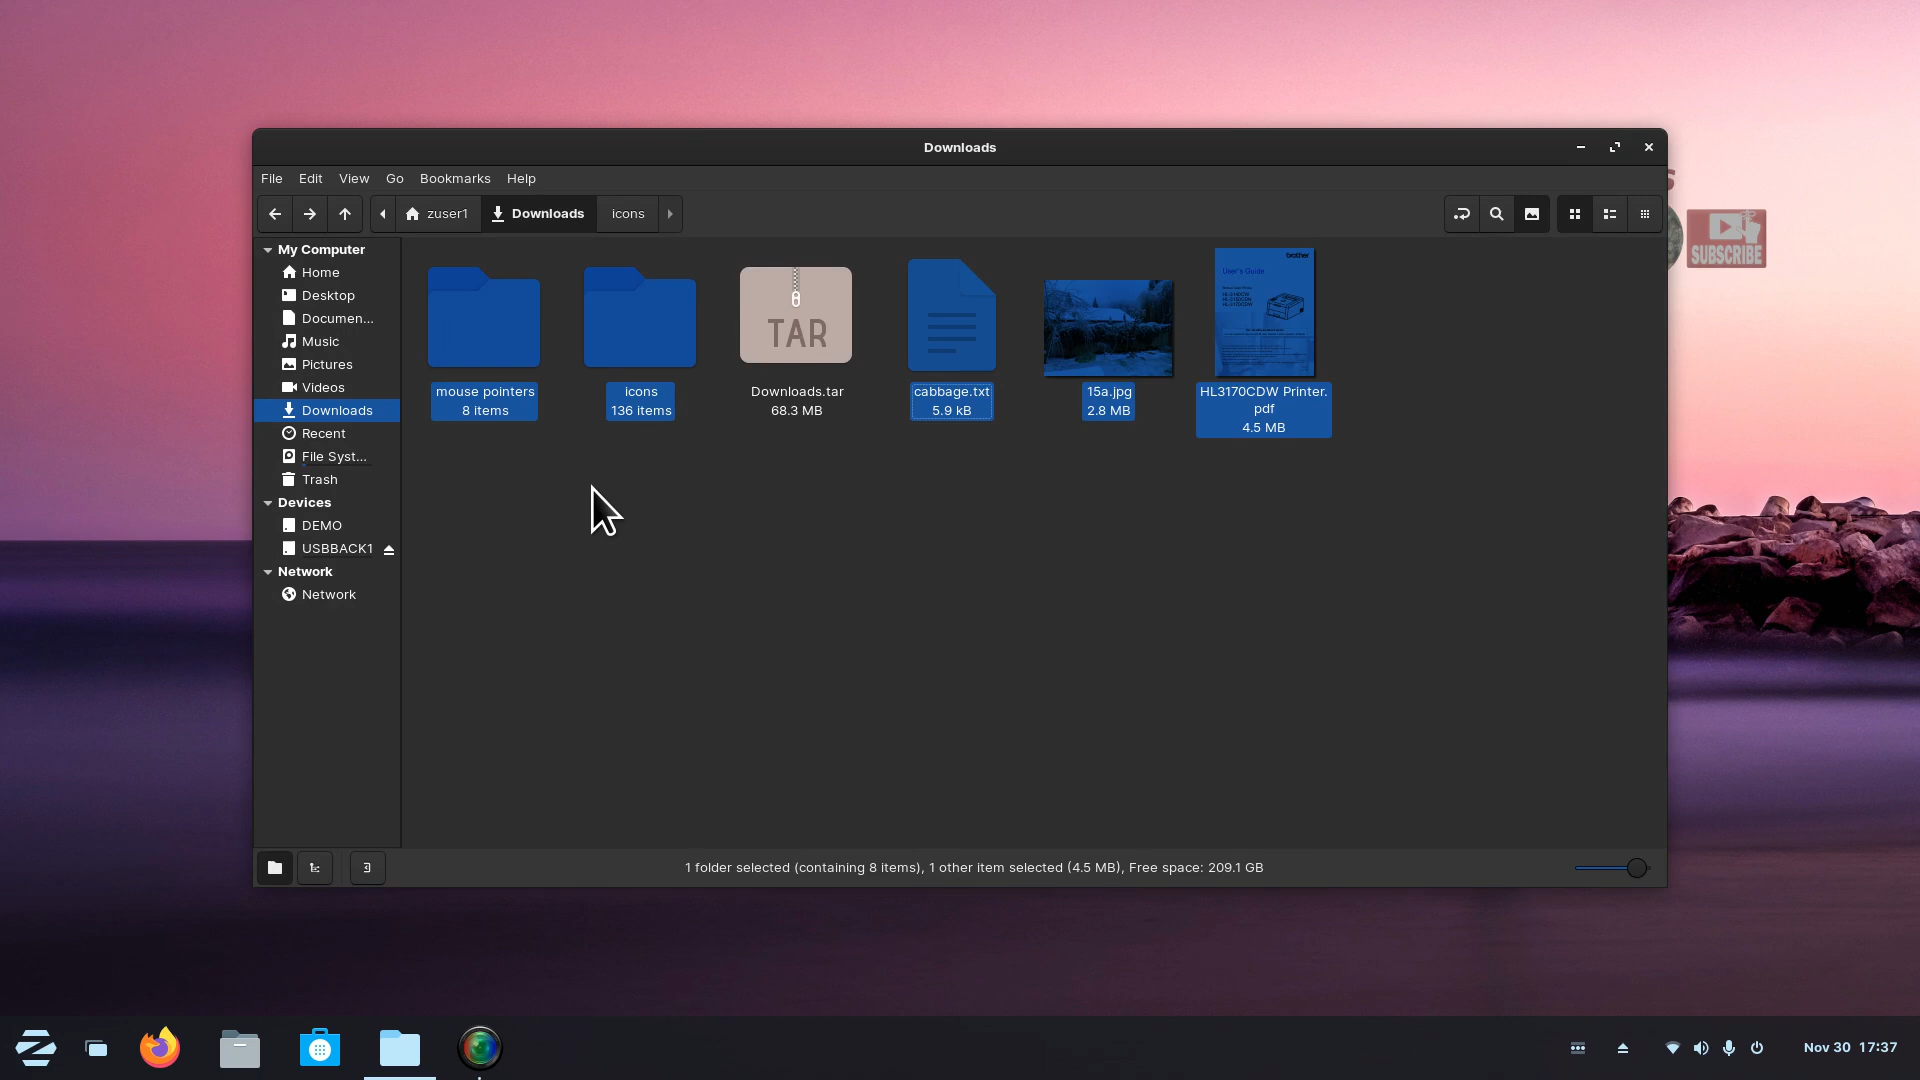 Downloads
File Edit View Go Bookmarks Help
zuser1 Downloads icons
S
SUBSCRIBE
My Computer
Home
Desktop
Documen...
Music
Pictures
Videos
Downloads
Recent
File Syst...
Trash
Devices
DEMO
USBBACK1
Network
Network
mouse pointers
8 items
icons
136 items
TAR
Downloads.tar
68.3 MB
cabbage.txt
5.9 kB
15a.jpg
2.8 MB
brother
User's Guide
HL3170CDW Printer.
pdf
4.5 MB
1 folder selected (containing 8 items), 1 other item selected (4.5 MB), Free space: 209.1 GB
Nov 30 17:37